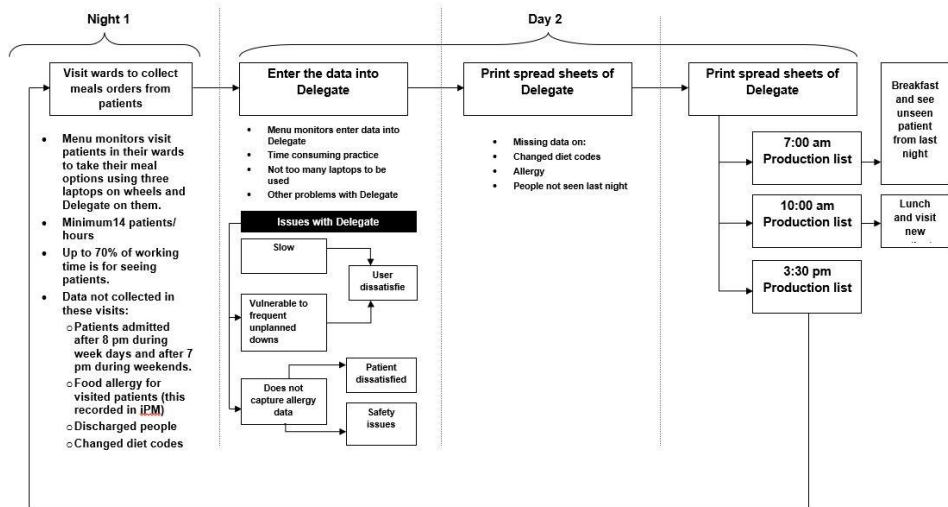 Night 1
Day 2
Visit wards to collect
meals orders from
patients
Enter the data into
Delegate
Print spread sheets of
Delegate
Print spread sheets of
Delegate
Breakfast
and see
unseen
patient
from last
night
• Menu monitors visit
patients in their wards
to take their meal
options using three
laptops on wheels and
Delegate on them.
• Minimum14 patients/
hours
• Up to 70% of working
time is for seeing
patients.
• Data not collected in
these visits:
o Patients admitted
after 8 pm during
week days and after 7
pm during weekends.
o Food allergy for
visited patients (this
recorded in iPM)
o Discharged people
o Changed diet codes
• Menu monitors enter data into
Delegate
• Time consuming practice
• Not too many laptops to be
used
• Other problems with Delegate
Issues with Delegate
Slow
User
dissatisfie
Vulnerable to
frequent
unplanned
downs
Does not
capture allergy
data
Patient
dissatisfied
Safety
issues
• Missing data on:
• Changed diet codes
• Allergy
• People not seen last night
7:00 am
Production list
10:00 am
Production list
Lunch
and visit
new
3:30 pm
Production list